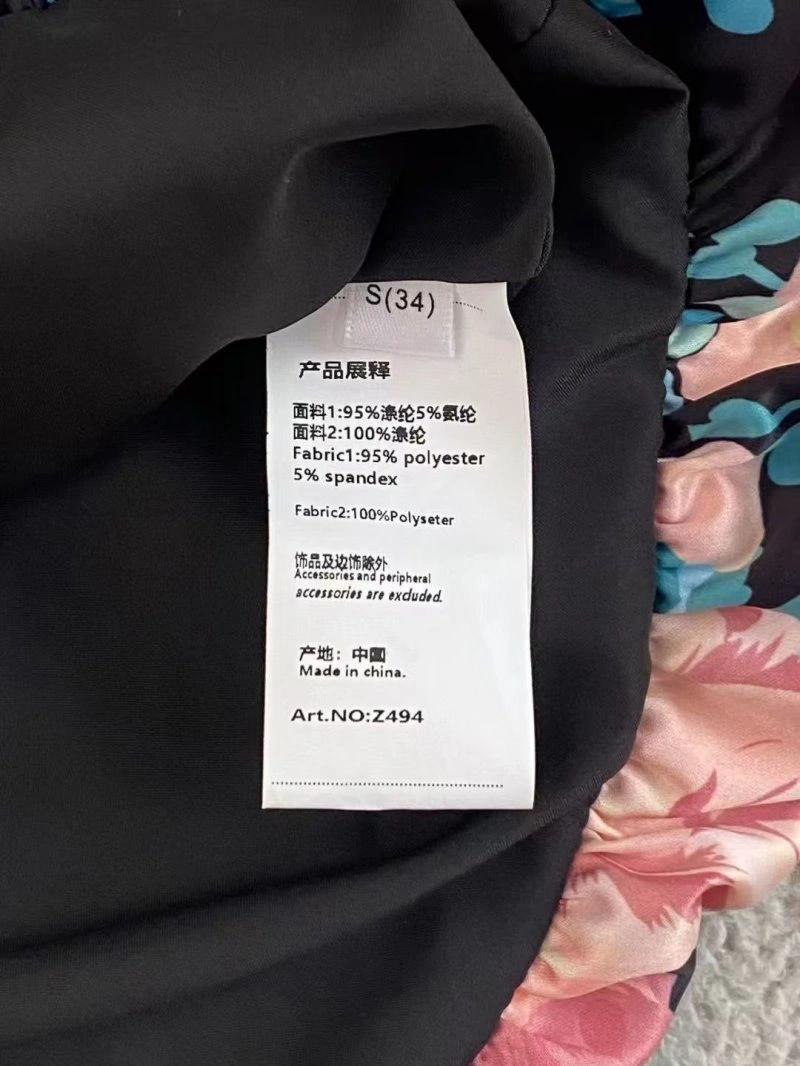 S(34)
产品展释
面料1:95%涤纶5%氨纶
面料2:100%涤纶
Fabric1:95% polyester
5% spandex
Fabric2:100%Polyseter
饰品及边饰除外
Accessories and peripheral
accessories are excluded.
产地：中國
Made in china.
Art.NO:Z494